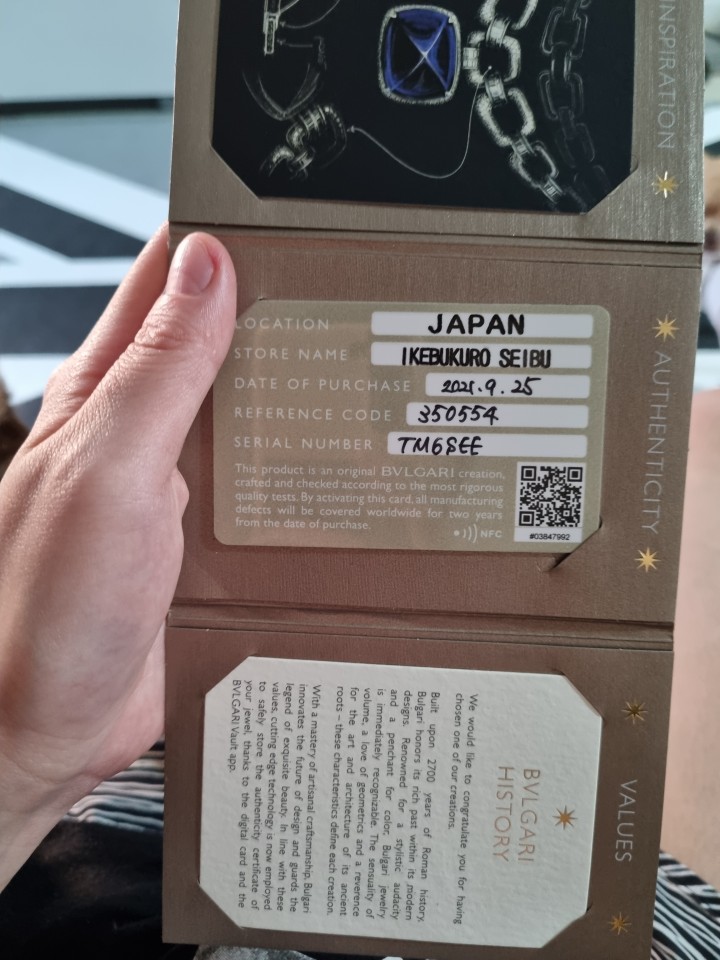 INSPIRATION
AUTHENTICITY
LOCATION JAPAN
STORE NAME IKEBUKURO SEIBU
DATE OF PURCHASE 2021.9.25
REFERENCE CODE 350554
SERIAL NUMBER TM6SEE
This product is an original BVLGARI creation,
crafted and checked according to the most rigorous
quality tests. By activating this card, all manufacturing
defects will be covered worldwide for two years
from the date of purchase.
NFC
#03847992
VALUES
BVLGARI
HISTORY
We would like to congratulate you for having
chosen one of our creations.
Built upon 2700 years of Roman history,
Bulgari honors its rich past within its modern
designs. Renowned for a stylistic audacity
and a penchant for color, Bulgari jewelry
is immediately recognizable. The sensuality of
volume, a love of geometrics and a reverence
for the art and architecture of its ancient
roots – these characteristics define each creation.
With a mastery of artisanal craftsmanship, Bulgari
innovates the future of design and guards the
legend of exquisite beauty. In line with these
values, cutting edge technology is now employed
to safely store the authenticity certificate of
your jewel, thanks to the digital card and the
BVLGARI Vault app.